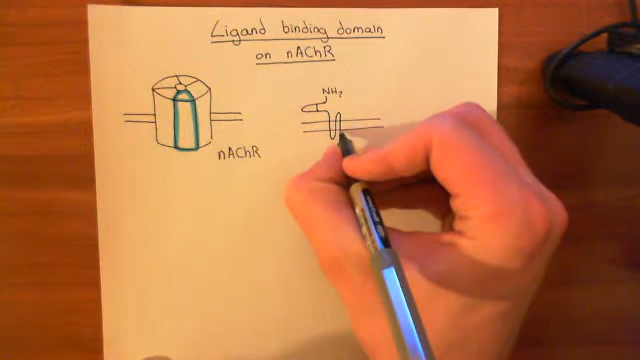 Ligand binding domain
on nAChR
NH₂
nAChR